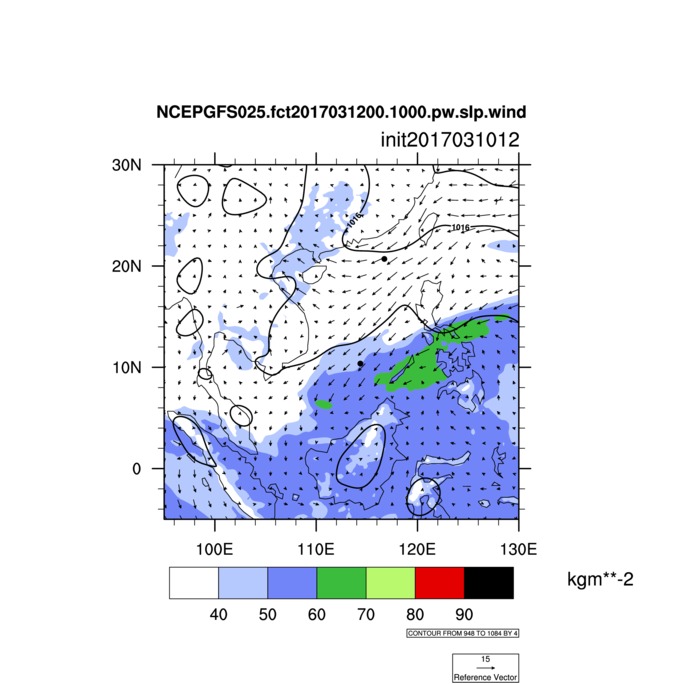 NCEPGFS025.fct2017031200.1000.pw.slp.wind
init2017031012
30N
1016
1016
20N
10N
0
100E 110E 120E 130E
kgm**-2
40 50 60 70 80 90
CONTOUR FROM 948 TO 1084 BY 4
15
Reference Vector